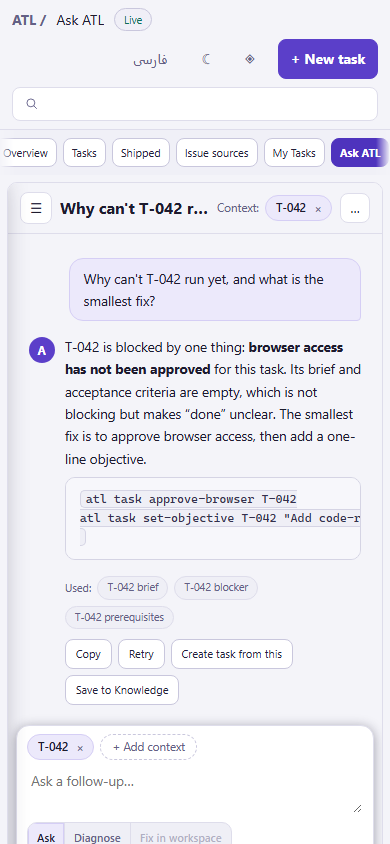 ATL / Ask ATL Live
فارسی + New task
Overview Tasks Shipped Issue sources My Tasks Ask ATL
Why can't T-042 r... Context: T-042 × ...
Why can't T-042 run yet, and what is the
smallest fix?
A T-042 is blocked by one thing: browser access
has not been approved for this task. Its brief and
acceptance criteria are empty, which is not
blocking but makes “done” unclear. The smallest
fix is to approve browser access, then add a one-
line objective.
atl task approve-browser T-042
atl task set-objective T-042 "Add code-r
Used: T-042 brief T-042 blocker
T-042 prerequisites
Copy Retry Create task from this
Save to Knowledge
T-042 × + Add context
Ask a follow-up...
Ask Diagnose Fix in workspace